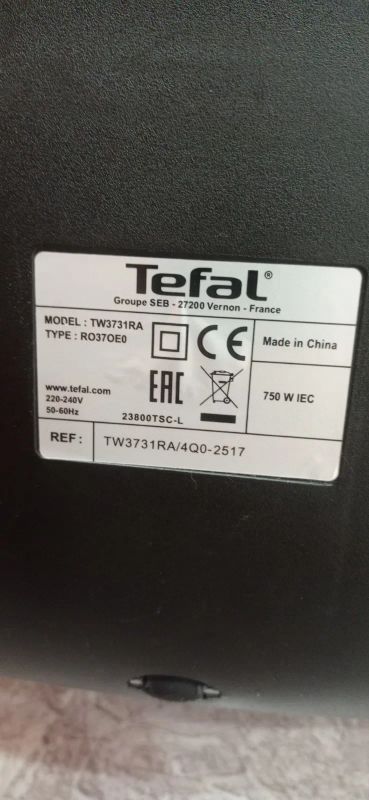 Tefal®
Groupe SEB - 27200 Vernon - France
MODEL : TW3731RA
TYPE : RO37OE0
CE
Made in China
EAC
www.tefal.com
220-240V
50-60Hz
23800TSC-L
750 W IEC
REF : TW3731RA/4Q0-2517